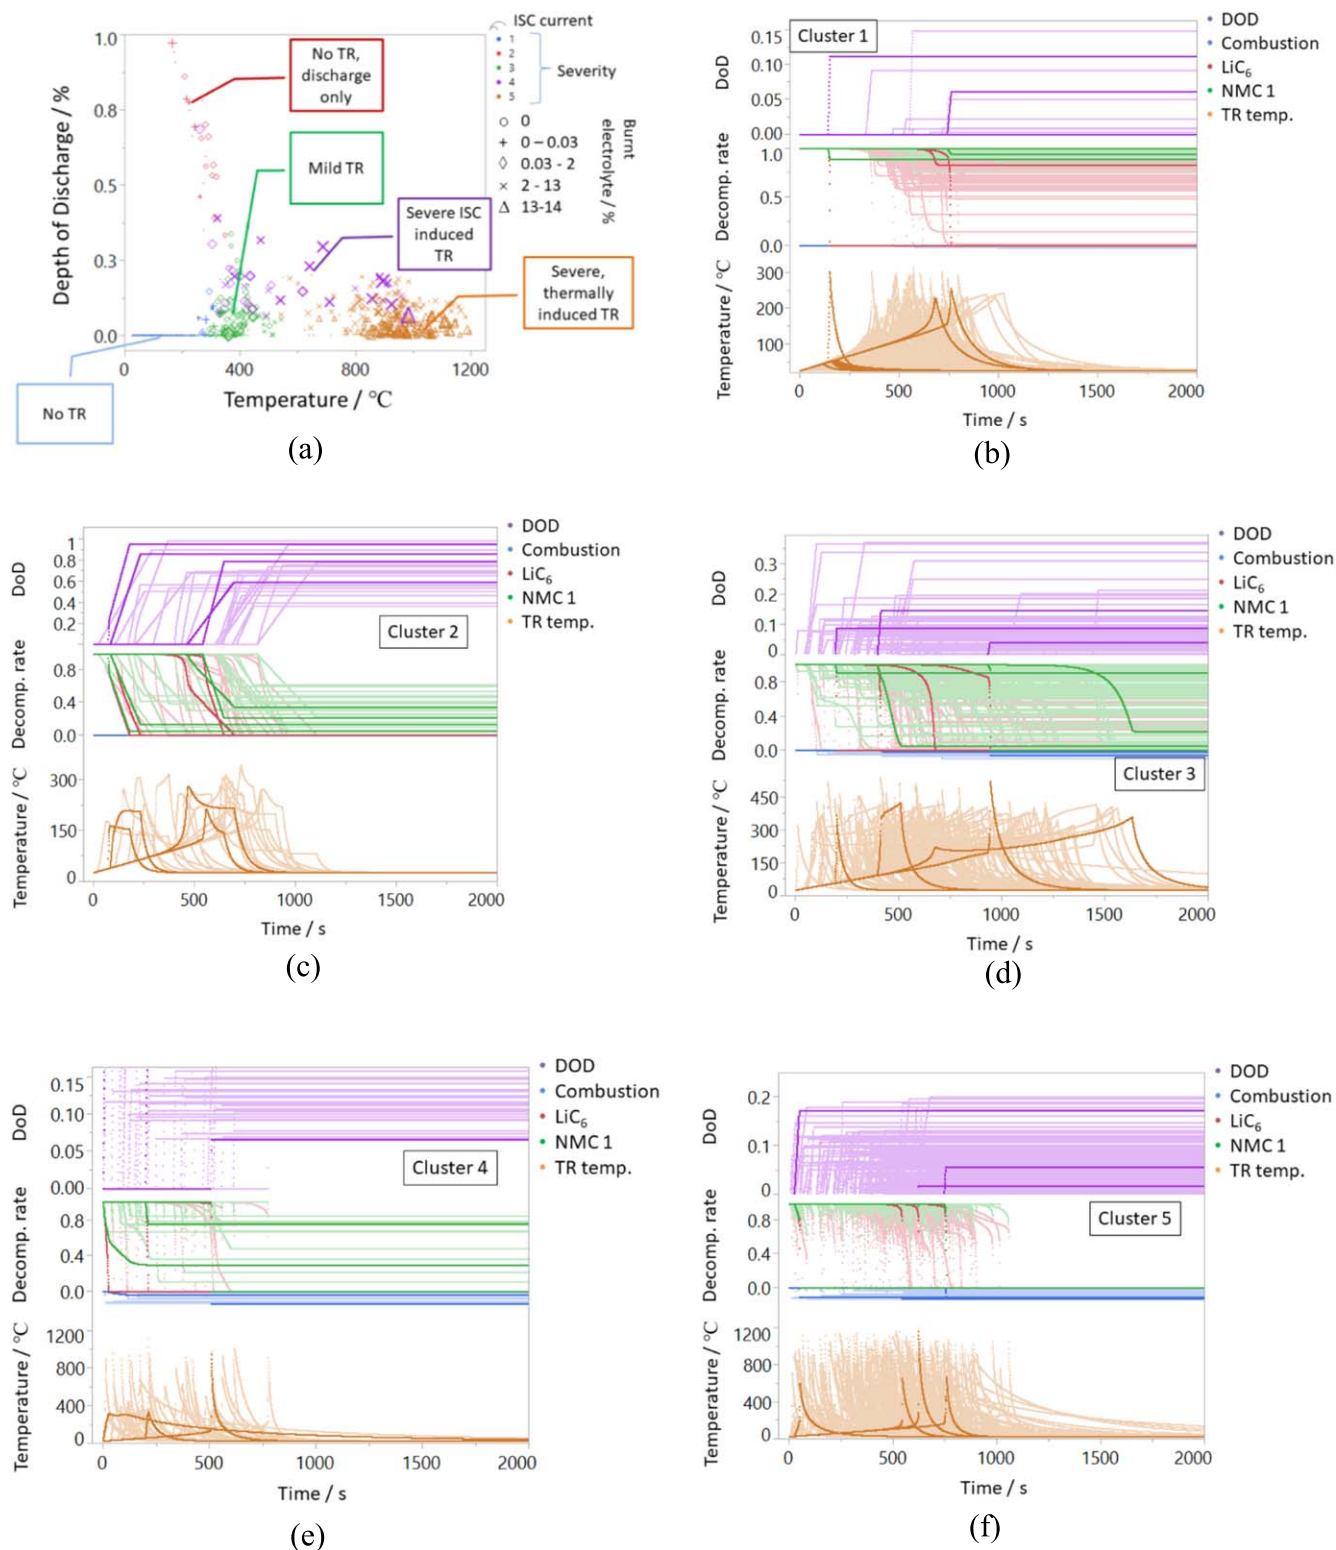 ISC current
1
2
3
4
5
Severity
0
0 – 0.03
0.03 - 2
2 - 13
13-14
Burnt electrolyte / %
1.0
0.8
0.5
0.3
0.0
Depth of Discharge / %
No TR, discharge only
Mild TR
Severe ISC induced TR
Severe, thermally induced TR
No TR
0
400
800
1200
Temperature / °C
(a)
Cluster 1
DoD
0.15
0.10
0.05
0.00
Decomp. rate
1.0
0.5
0.0
Temperature / °C
300
200
100
0
500
1000
1500
2000
Time / s
DOD
Combustion
LiC₆
NMC 1
TR temp.
(b)
DoD
1
0.8
0.6
0.4
0.2
Cluster 2
Decomp. rate
0.8
0.4
0.0
Temperature / °C
300
150
0
0
500
1000
1500
2000
Time / s
DOD
Combustion
LiC₆
NMC 1
TR temp.
(c)
DoD
0.3
0.2
0.1
0
Decomp. rate
0.8
0.4
0.0
Cluster 3
Temperature / °C
450
300
150
0
0
500
1000
1500
2000
Time / s
DOD
Combustion
LiC₆
NMC 1
TR temp.
(d)
DoD
0.15
0.10
0.05
0.00
Cluster 4
Decomp. rate
0.8
0.4
0.0
Temperature / °C
1200
800
400
0
0
500
1000
1500
2000
Time / s
DOD
Combustion
LiC₆
NMC 1
TR temp.
(e)
DoD
0.2
0.1
0
Decomp. rate
0.8
0.4
0.0
Cluster 5
Temperature / °C
1200
800
400
0
0
500
1000
1500
2000
Time / s
DOD
Combustion
LiC₆
NMC 1
TR temp.
(f)